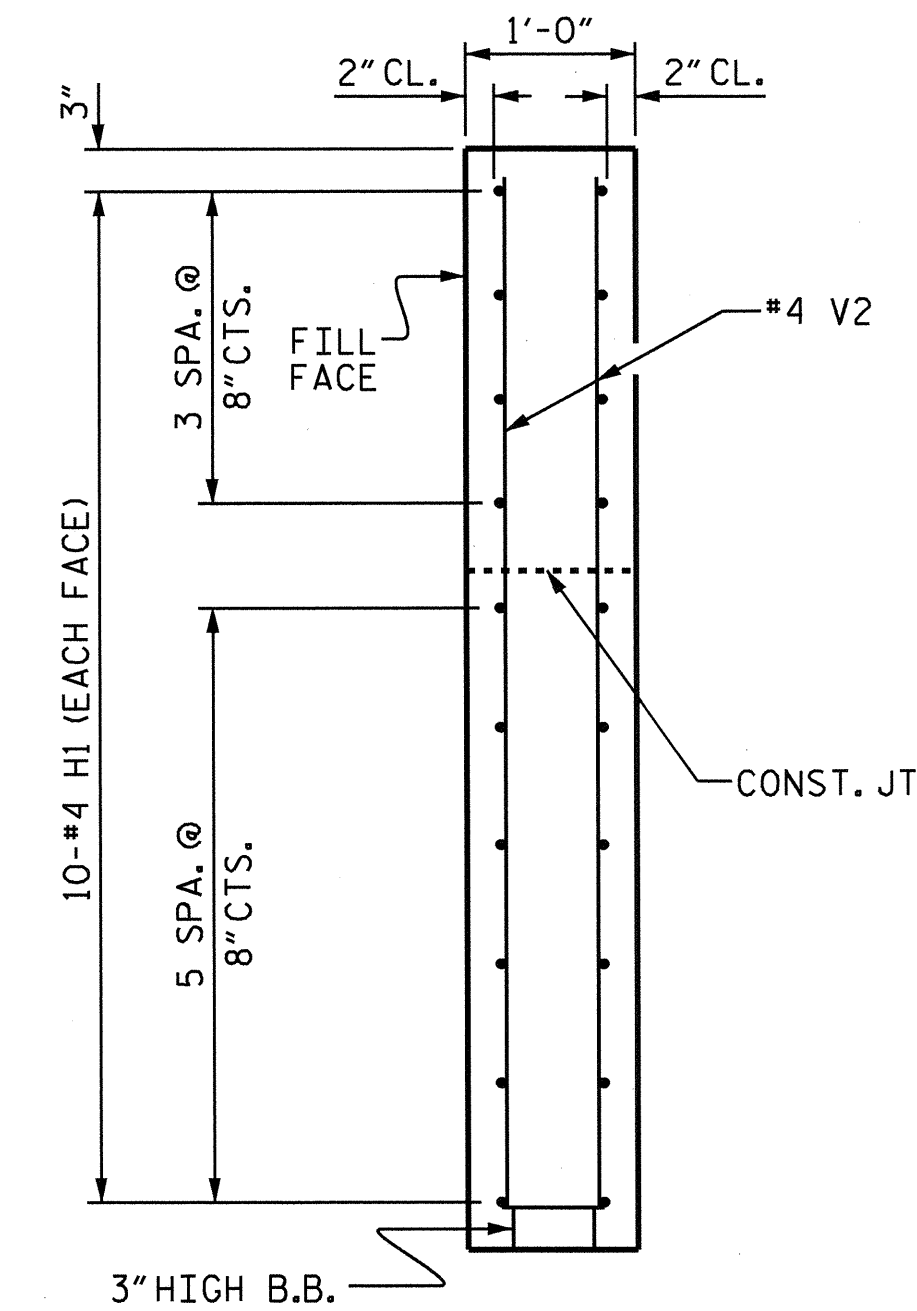 1'-0"
2" CL.
2" CL.
3"
3 SPA. @
8" CTS.
FILL
FACE
#4 V2
10-#4 H1 (EACH FACE)
CONST. JT
5 SPA. @
8" CTS.
3" HIGH B.B.